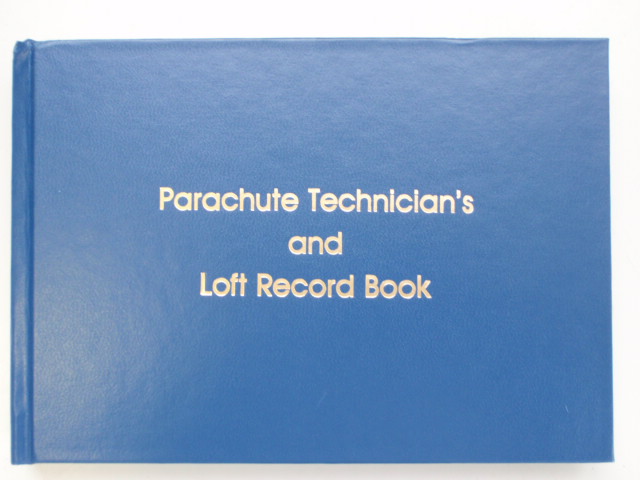 Parachute Technician's
and
Loft Record Book